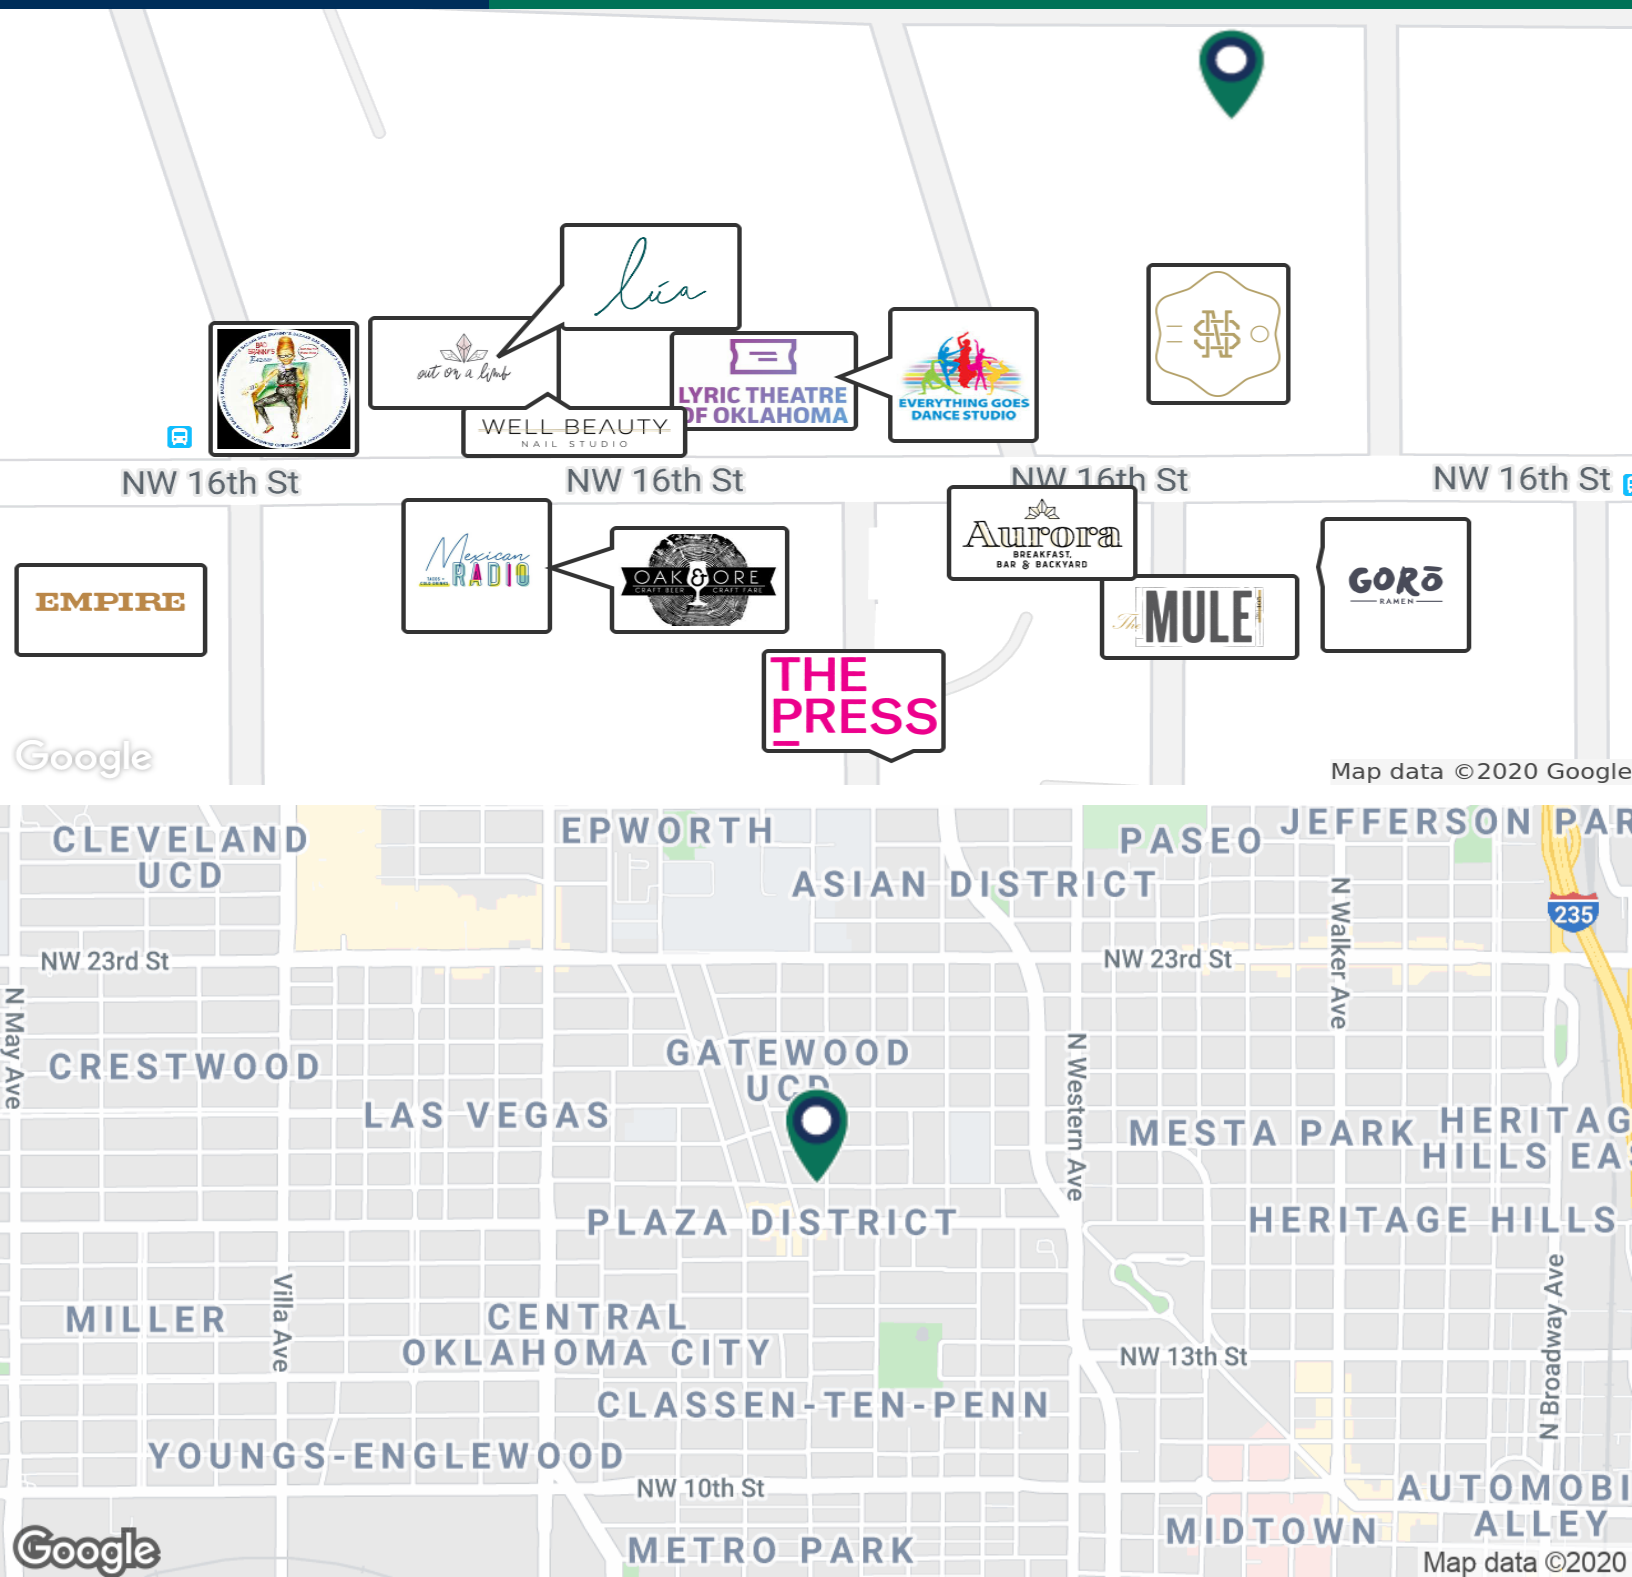 lúa
out on a limb
BAD GRANNY'S BAZAAR
LYRIC THEATRE
OF OKLAHOMA
EVERYTHING GOES
DANCE STUDIO
WELL BEAUTY
NAIL STUDIO
NW 16th St
NW 16th St
NW 16th St
NW 16th St
Mexican
RADIO
OAK & ORE
CRAFT BEER CRAFT FARE
Aurora
BREAKFAST,
BAR & BACKYARD
EMPIRE
The MULE
GORŌ
RAMEN
THE
PRESS
Google
Map data ©2020 Google
CLEVELAND
UCD
EPWORTH
PASEO
JEFFERSON PAR
ASIAN DISTRICT
235
NW 23rd St
NW 23rd St
N Walker Ave
N May Ave
CRESTWOOD
GATEWOOD
UCD
N Western Ave
LAS VEGAS
MESTA PARK
HERITAG
HILLS EAS
PLAZA DISTRICT
HERITAGE HILLS
Villa Ave
MILLER
CENTRAL
OKLAHOMA CITY
NW 13th St
N Broadway Ave
CLASSEN-TEN-PENN
YOUNGS-ENGLEWOOD
NW 10th St
AUTOMOBI
ALLEY
MIDTOWN
METRO PARK
Google
Map data ©2020